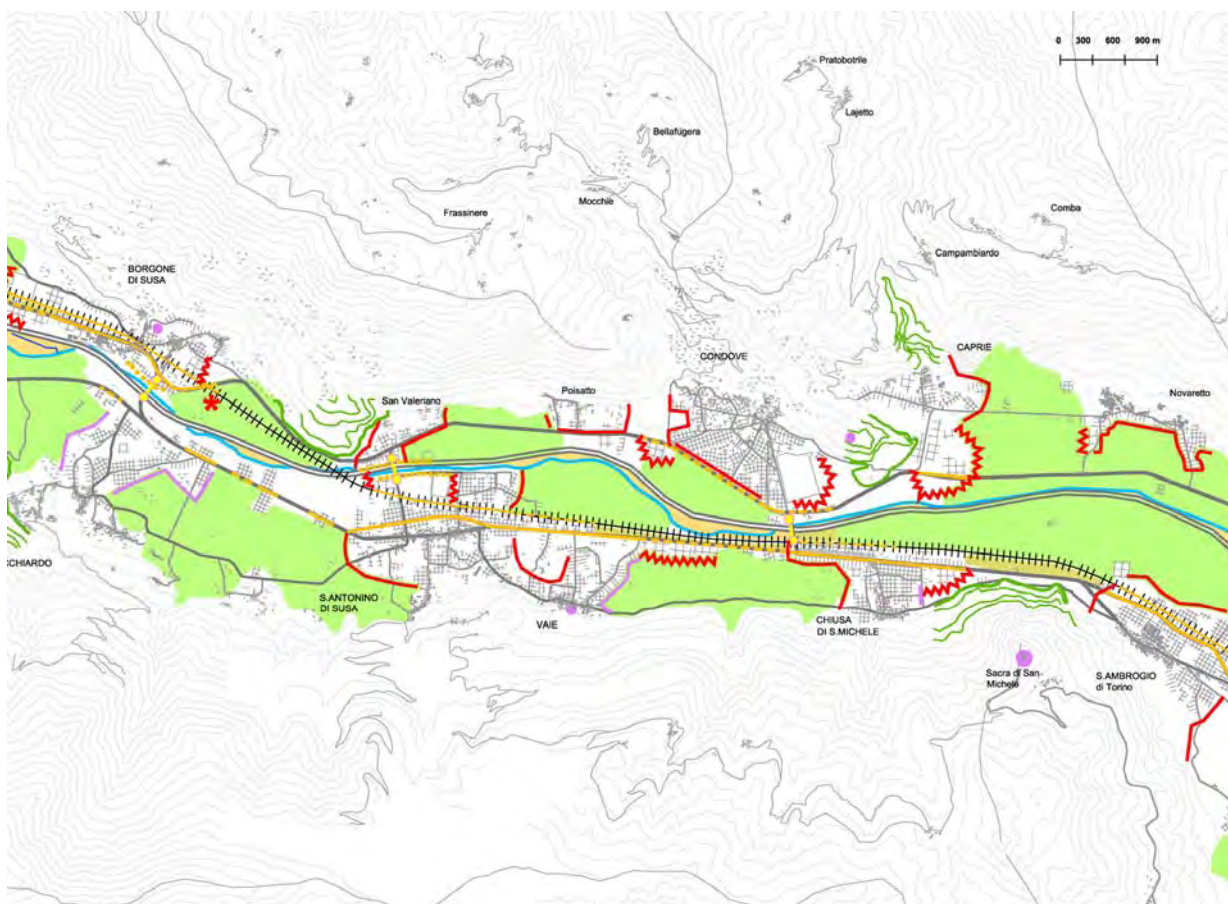 0 300 600 900 m
Pratobotrile
Lajetto
Bellafugera
Mocchie
Frassinere
Comba
Campambiardo
BORGONE
DI SUSA
CONDOVE
CAPRIE
Poisatto
San Valeriano
Novaretto
CCHIARDO
S.ANTONINO
DI SUSA
VAIE
CHIUSA
DI S.MICHELE
Sacra di San
Michele
S.AMBROGIO
di Torino